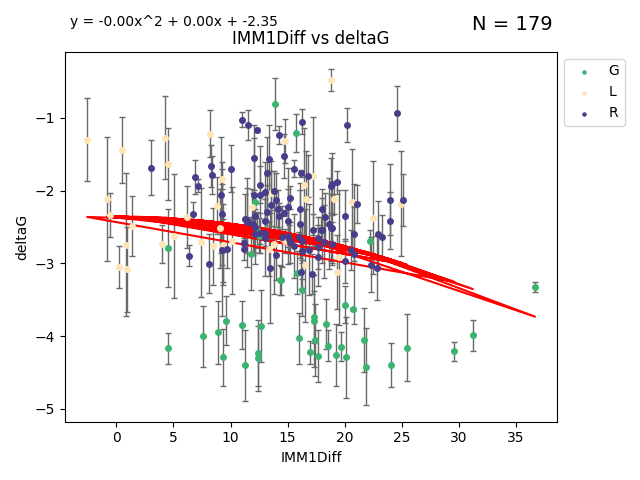 y = -0.00x^2 + 0.00x + -2.35
N = 179
IMM1Diff vs deltaG
G
L
R
−1
−2
−3
−4
−5
deltaG
0 5 10 15 20 25 30 35
IMM1Diff